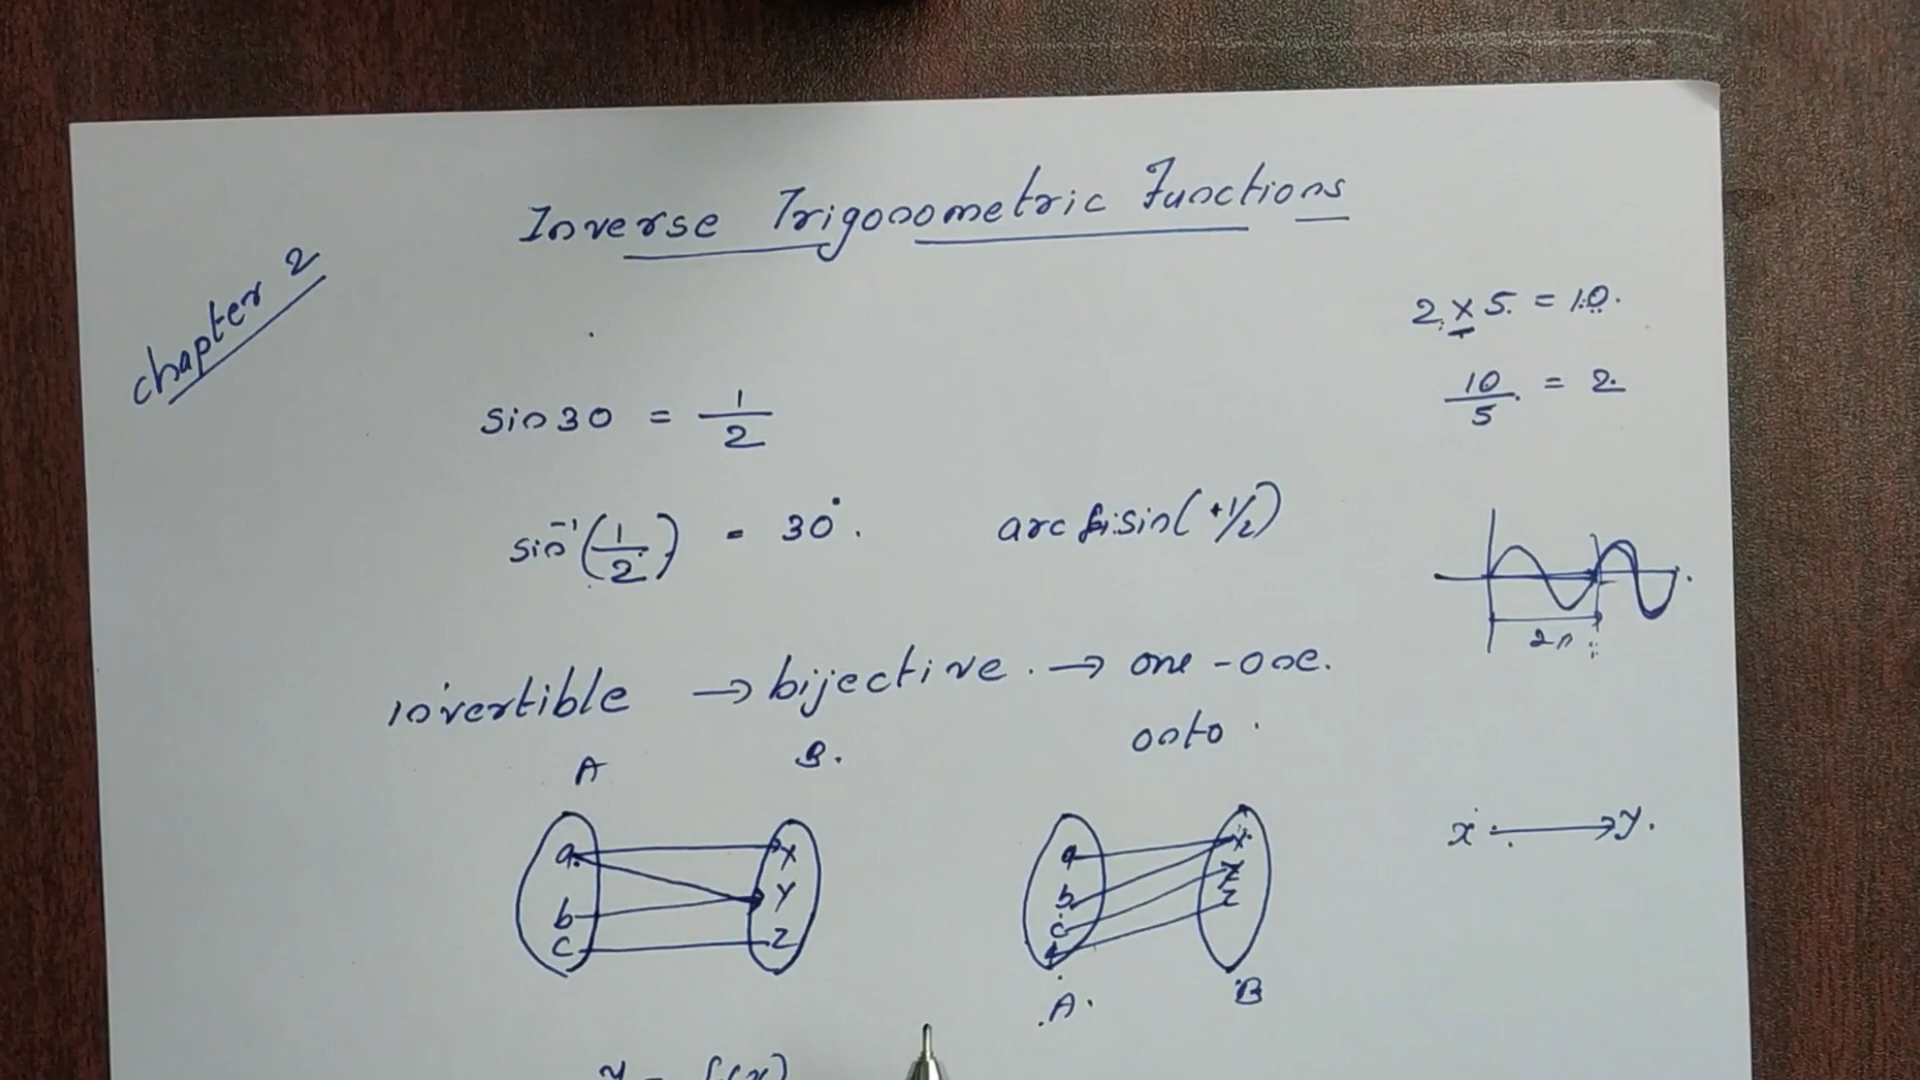 Inverse Trigonometric Functions
chapter 2
2 x 5 = 10.
10/5 = 2
sin 30 = 1/2
sin⁻¹(1/2) = 30°.
arc sin(+1/2)
2π
invertible → bijective. → one-one.
onto.
A B.
a x
b y
c z
a x
b y
c z
d
A. B
x → y.
y = f(x)